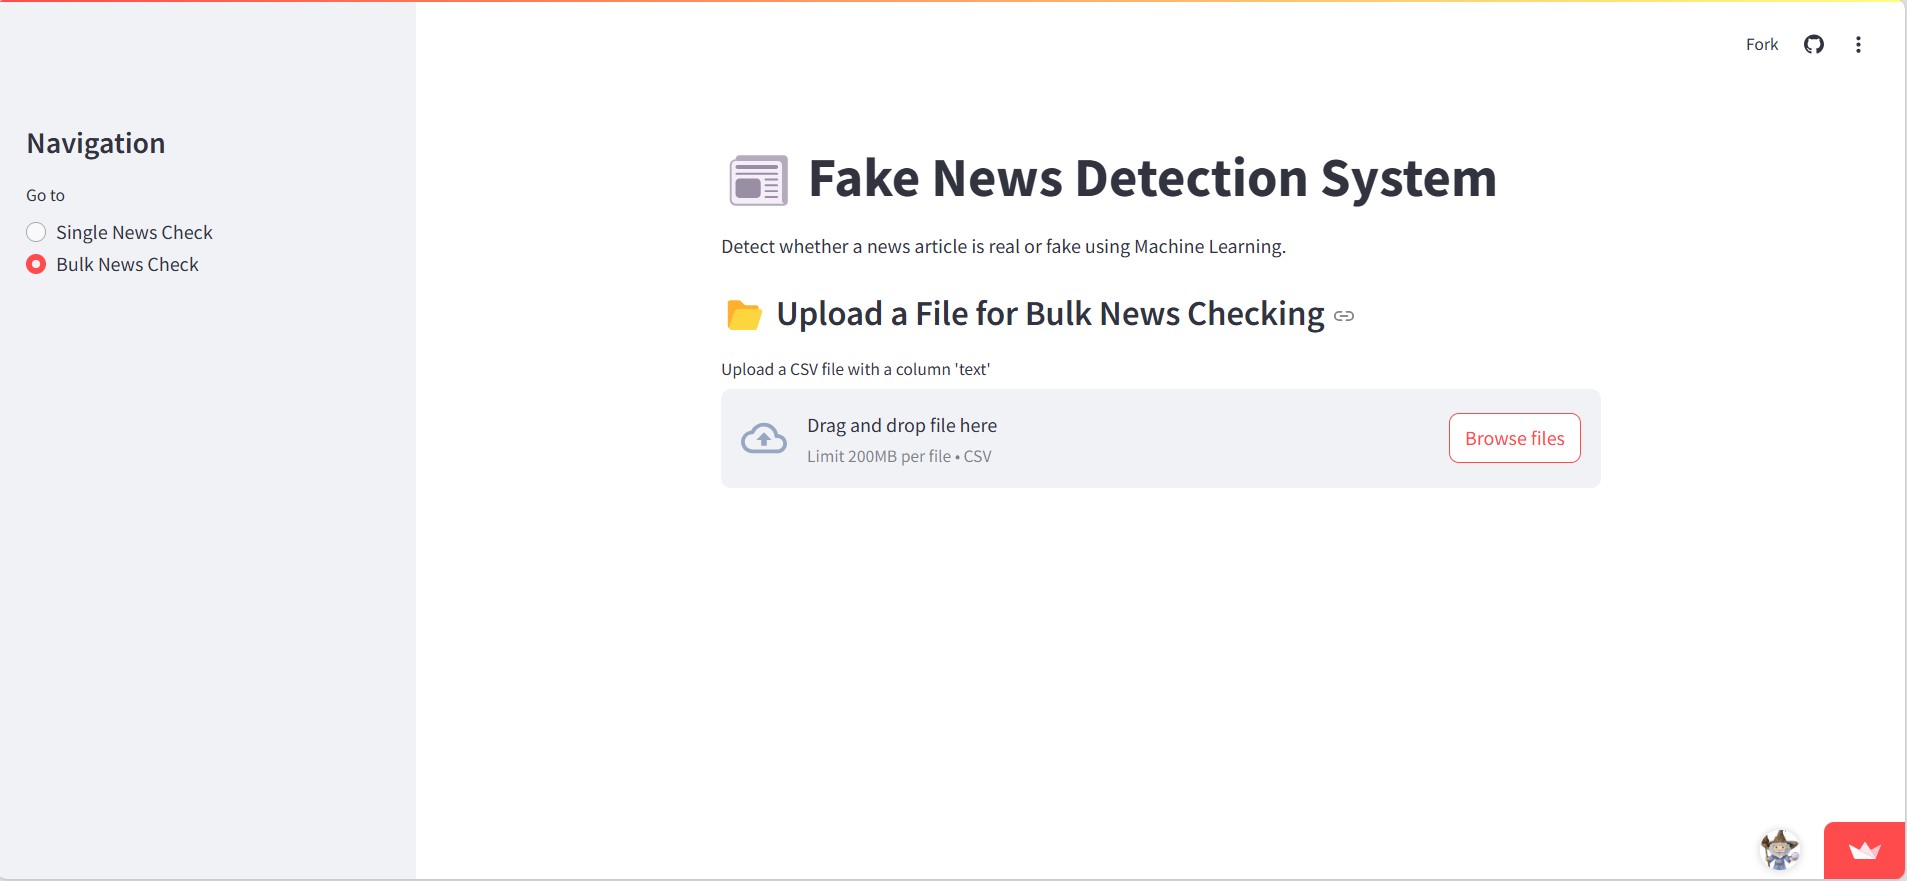 Fork
Navigation
Go to
Single News Check
Bulk News Check
Fake News Detection System
Detect whether a news article is real or fake using Machine Learning.
Upload a File for Bulk News Checking
Upload a CSV file with a column 'text'
Drag and drop file here
Limit 200MB per file • CSV
Browse files